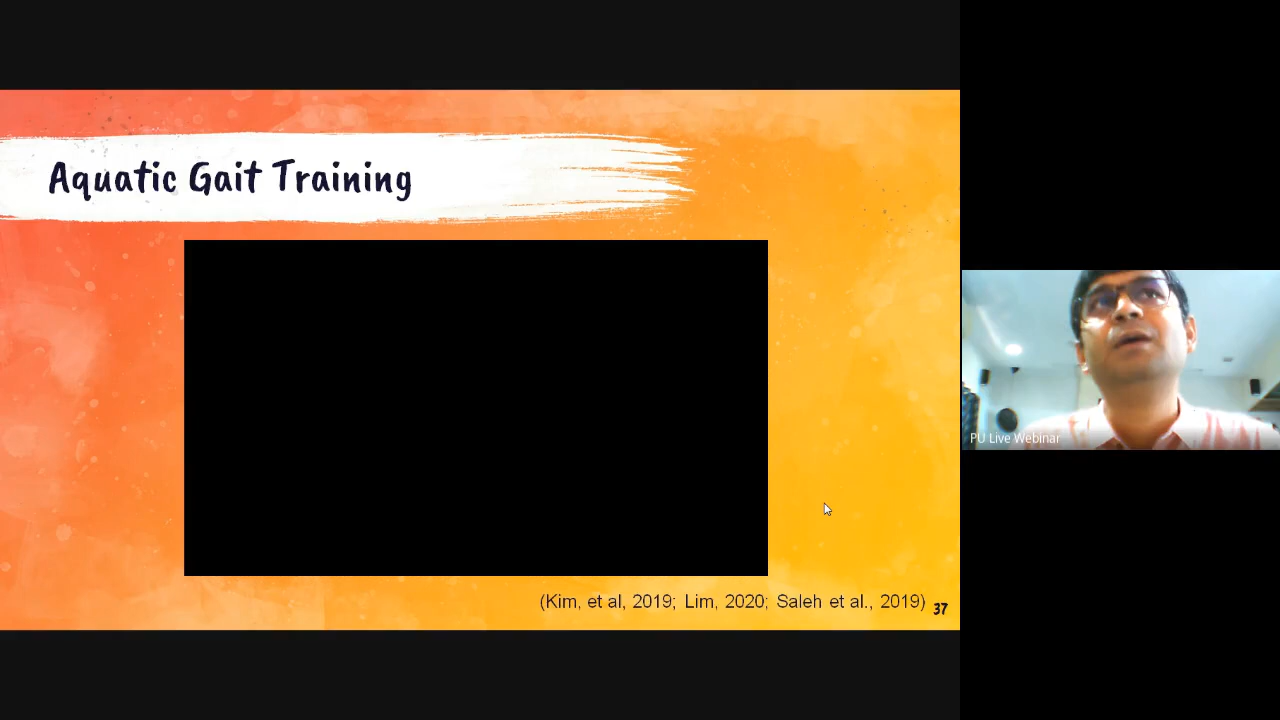 Aquatic Gait Training
PU Live Webinar
(Kim, et al, 2019; Lim, 2020; Saleh et al., 2019)
37